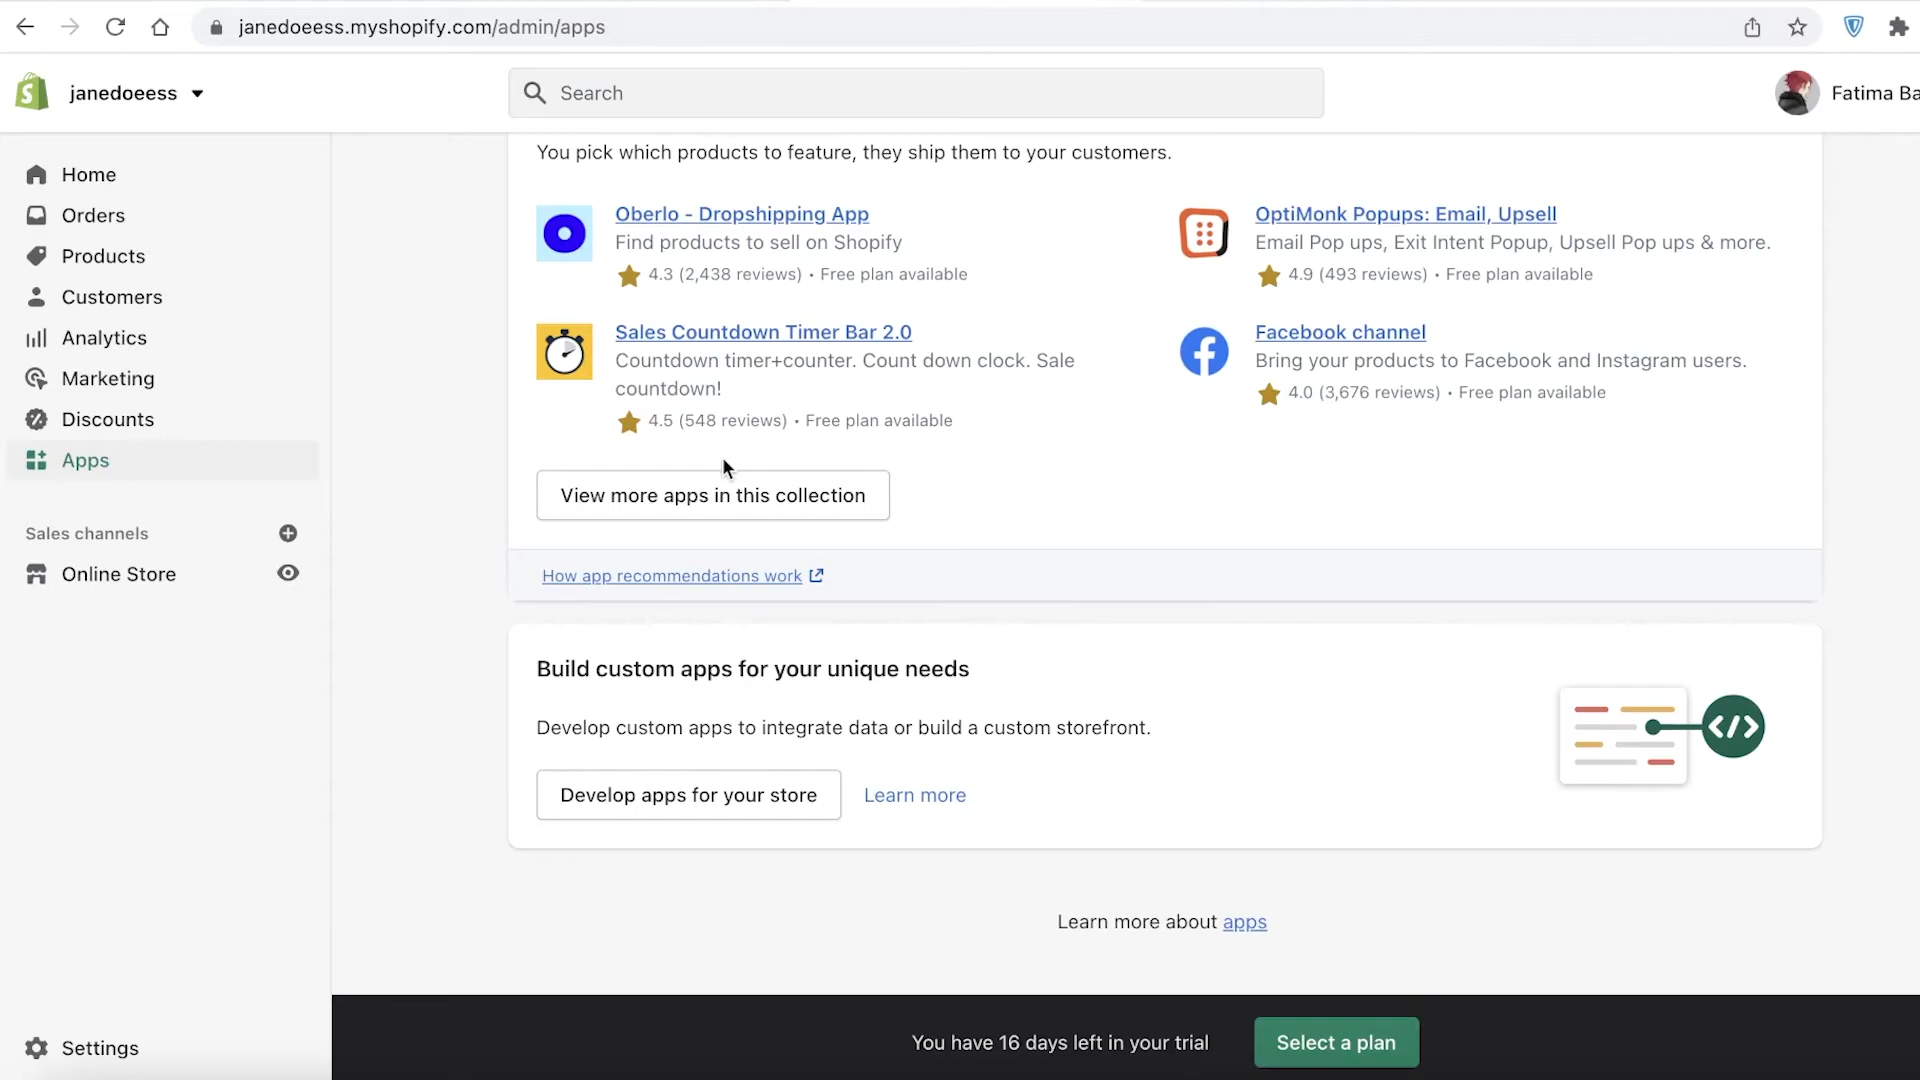 janedoeess.myshopify.com/admin/apps
janedoeess
Search
Fatima Ba
Home
Orders
Products
Customers
Analytics
Marketing
Discounts
Apps
Sales channels
Online Store
Settings
You pick which products to feature, they ship them to your customers.
Oberlo - Dropshipping App
Find products to sell on Shopify
4.3 (2,438 reviews) • Free plan available
OptiMonk Popups: Email, Upsell
Email Pop ups, Exit Intent Popup, Upsell Pop ups & more.
4.9 (493 reviews) • Free plan available
Sales Countdown Timer Bar 2.0
Countdown timer+counter. Count down clock. Sale
countdown!
4.5 (548 reviews) • Free plan available
Facebook channel
Bring your products to Facebook and Instagram users.
4.0 (3,676 reviews) • Free plan available
View more apps in this collection
How app recommendations work
Build custom apps for your unique needs
Develop custom apps to integrate data or build a custom storefront.
Develop apps for your store
Learn more
Learn more about apps
You have 16 days left in your trial
Select a plan